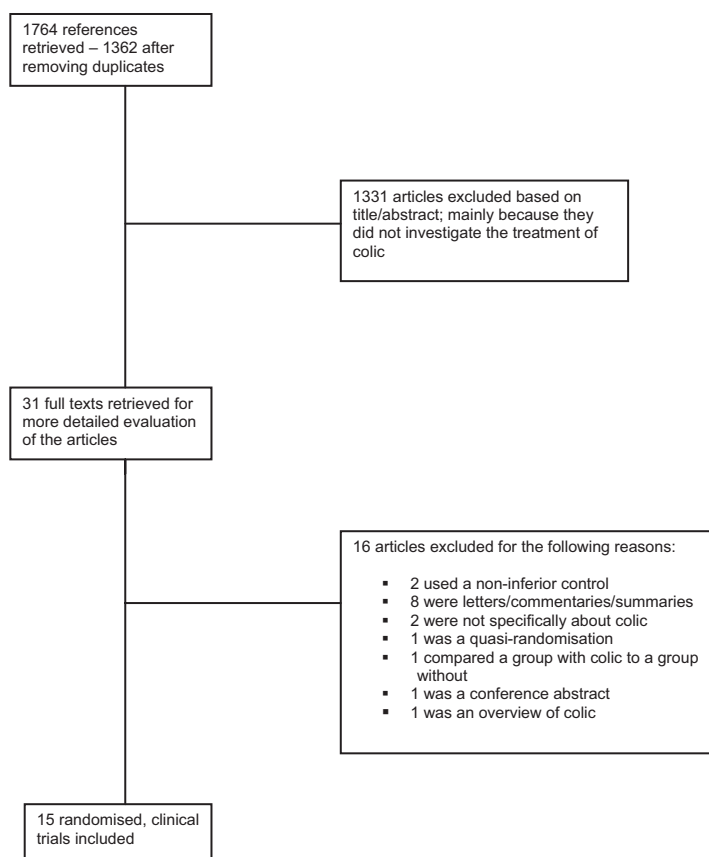 1764 references
retrieved – 1362 after
removing duplicates
1331 articles excluded based on
title/abstract; mainly because they
did not investigate the treatment of
colic
31 full texts retrieved for
more detailed evaluation
of the articles
16 articles excluded for the following reasons:
▪ 2 used a non-inferior control
▪ 8 were letters/commentaries/summaries
▪ 2 were not specifically about colic
▪ 1 was a quasi-randomisation
▪ 1 compared a group with colic to a group
without
▪ 1 was a conference abstract
▪ 1 was an overview of colic
15 randomised, clinical
trials included